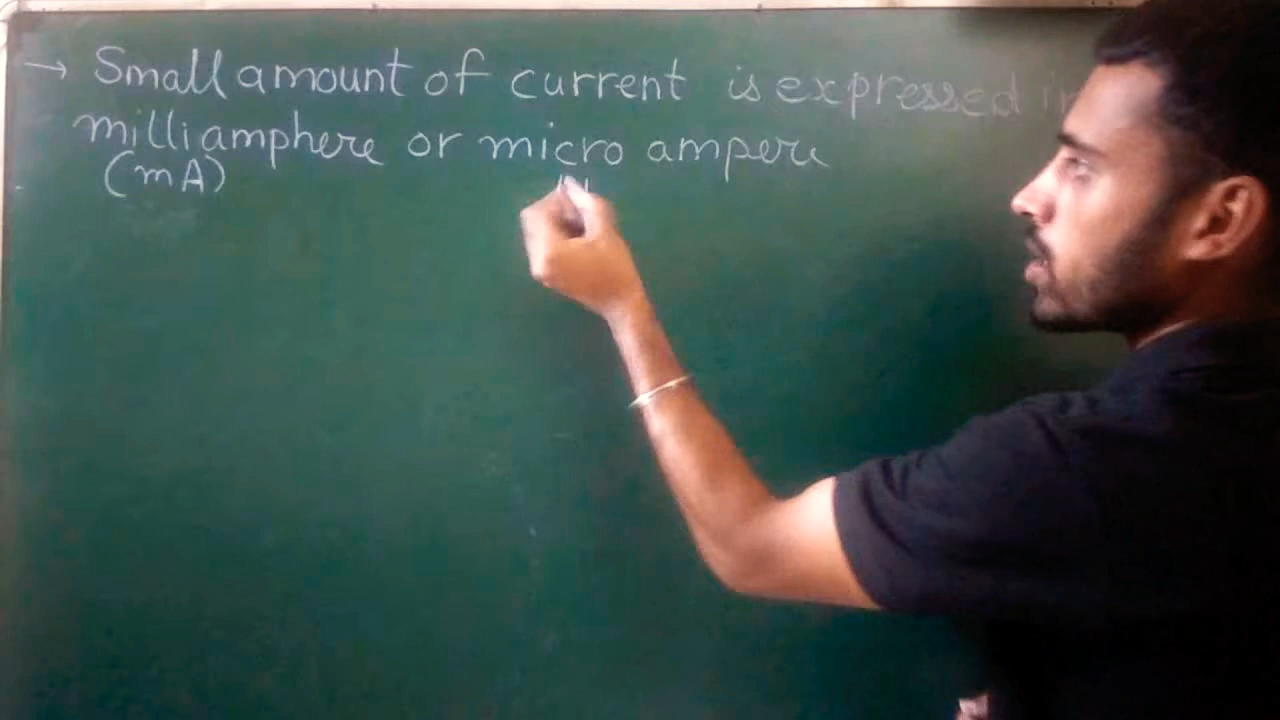 → Small amount of current is expressed in
milliamphere or micro ampere
(mA)